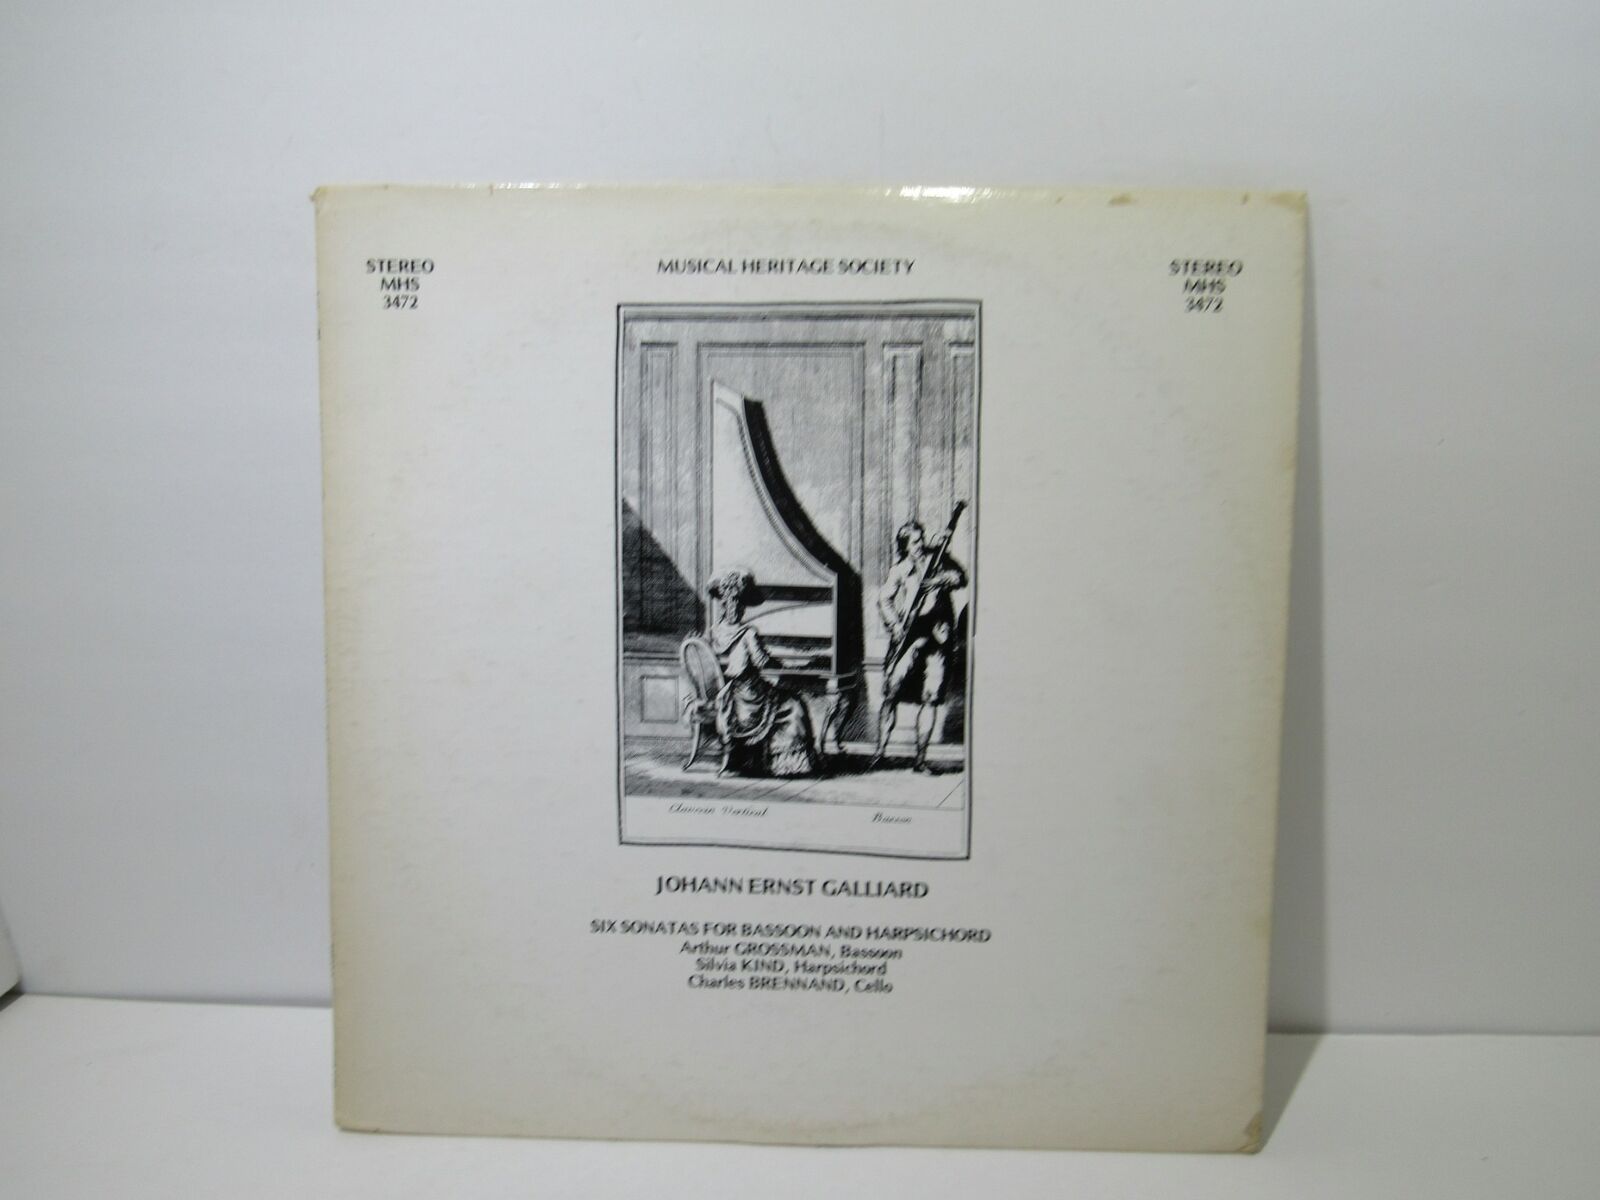 STEREO
MHS
3472
MUSICAL HERITAGE SOCIETY
STEREO
MHS
3472
Clavecin Vertical
Basson
JOHANN ERNST GALLIARD
SIX SONATAS FOR BASSOON AND HARPSICHORD
Arthur GROSSMAN, Bassoon
Silvia KIND, Harpsichord
Charles BRENNAND, Cello